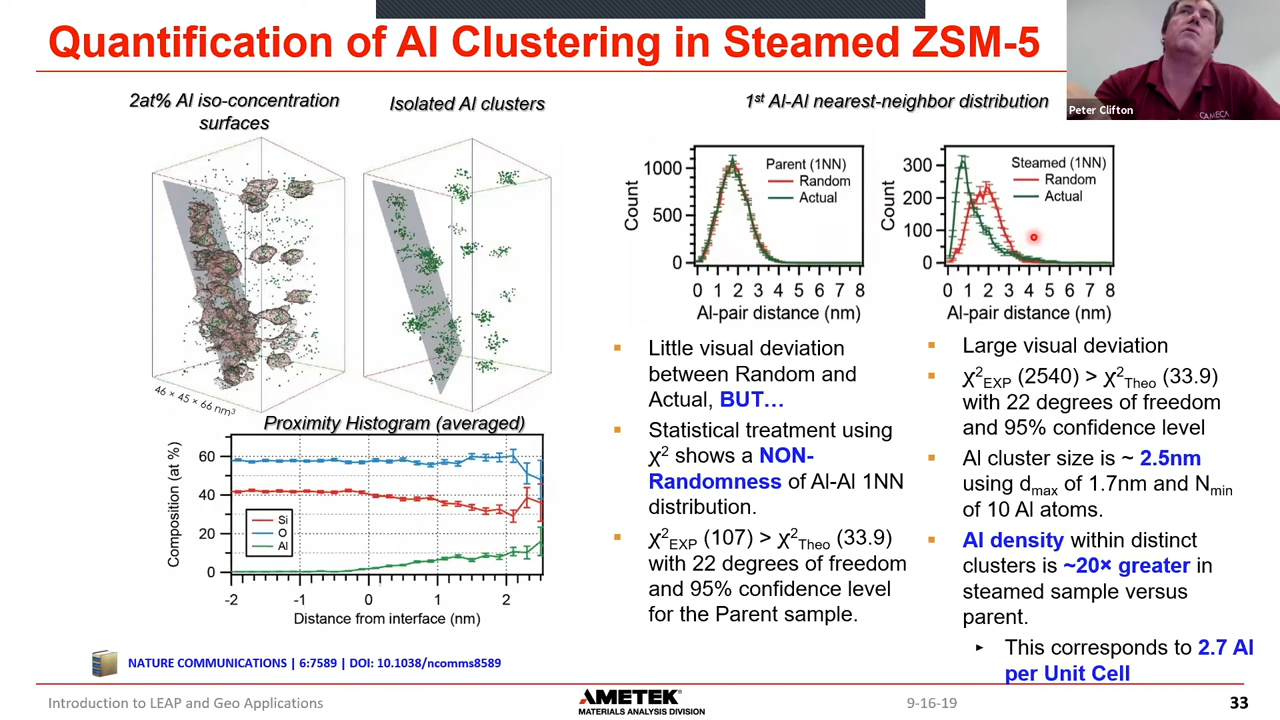 Quantification of Al Clustering in Steamed ZSM-5
Peter Clifton
CAMECA
2at% Al iso-concentration
surfaces
Isolated Al clusters
46 × 45 × 66 nm³
Proximity Histogram (averaged)
Composition (at %)
60
40
20
0
Si
O
Al
-2 -1 0 1 2
Distance from interface (nm)
1st Al-Al nearest-neighbor distribution
Count
1000
500
0
Parent (1NN)
Random
Actual
0 1 2 3 4 5 6 7 8
Al-pair distance (nm)
Count
300
200
100
0
Steamed (1NN)
Random
Actual
0 1 2 3 4 5 6 7 8
Al-pair distance (nm)
▪ Little visual deviation
between Random and
Actual, BUT…
▪ Statistical treatment using
χ² shows a NON-
Randomness of Al-Al 1NN
distribution.
▪ χ²EXP (107) > χ²Theo (33.9)
with 22 degrees of freedom
and 95% confidence level
for the Parent sample.
▪ Large visual deviation
▪ χ²EXP (2540) > χ²Theo (33.9)
with 22 degrees of freedom
and 95% confidence level
▪ Al cluster size is ~ 2.5nm
using dmax of 1.7nm and Nmin
of 10 Al atoms.
▪ Al density within distinct
clusters is ~20× greater in
steamed sample versus
parent.
▸ This corresponds to 2.7 Al
per Unit Cell
NATURE COMMUNICATIONS | 6:7589 | DOI: 10.1038/ncomms8589
Introduction to LEAP and Geo Applications
AMETEK®
MATERIALS ANALYSIS DIVISION
9-16-19
33